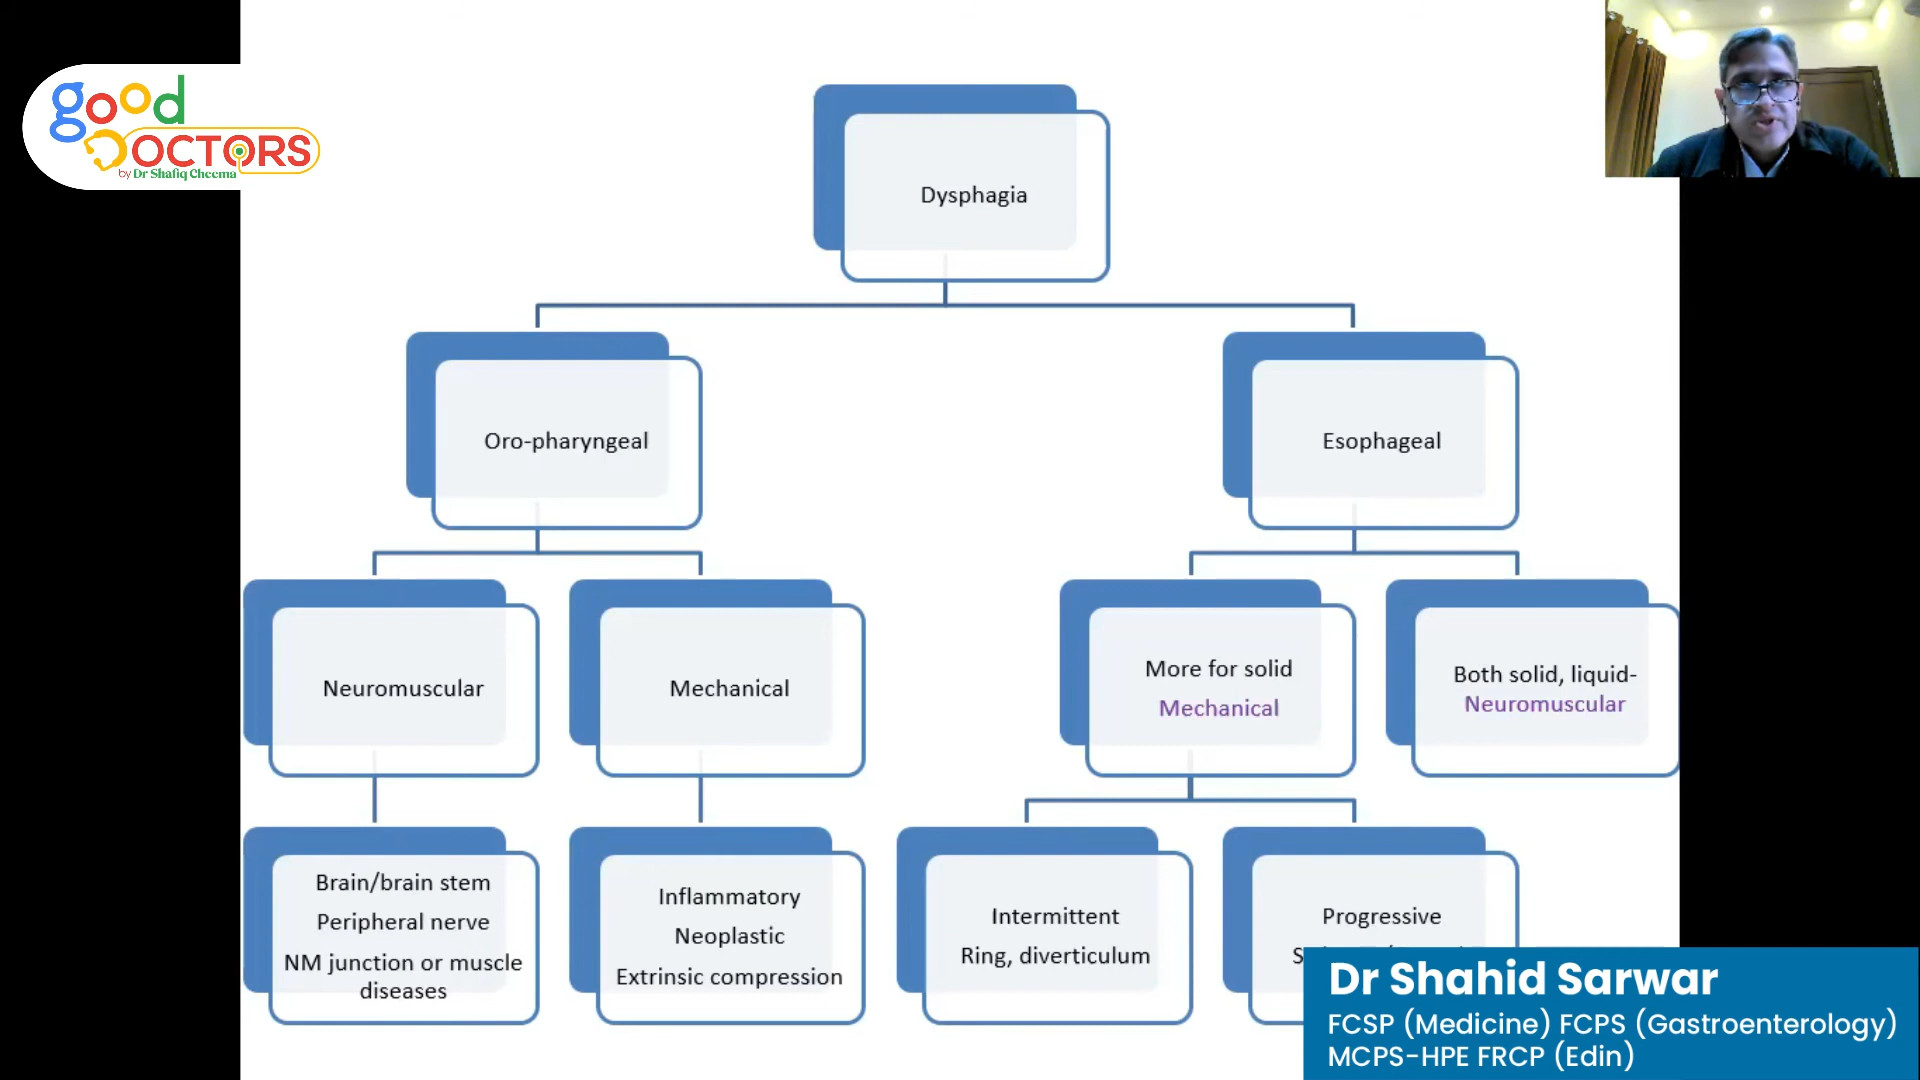 good
DOCTORS
by Dr Shafiq Cheema
Dysphagia
Oro-pharyngeal
Esophageal
Neuromuscular
Mechanical
More for solid
Mechanical
Both solid, liquid-
Neuromuscular
Brain/brain stem
Peripheral nerve
NM junction or muscle
diseases
Inflammatory
Neoplastic
Extrinsic compression
Intermittent
Ring, diverticulum
Progressive
Dr Shahid Sarwar
FCSP (Medicine) FCPS (Gastroenterology)
MCPS-HPE FRCP (Edin)